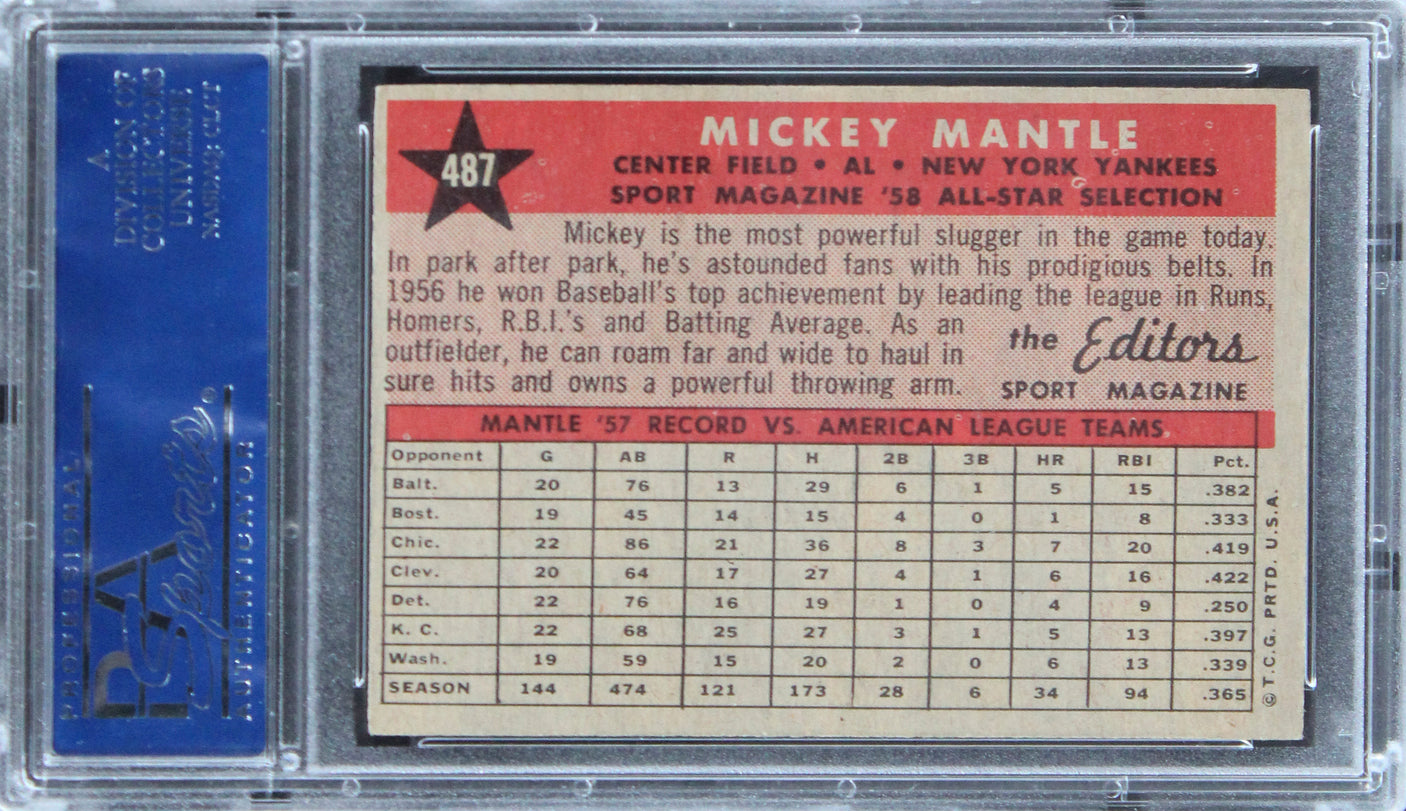 A
DIVISION OF
COLLECTORS
UNIVERSE
NASDAQ: CLCT
PROFESSIONAL
PSA
Sports
AUTHENTICATOR
487
MICKEY MANTLE
CENTER FIELD • AL • NEW YORK YANKEES
SPORT MAGAZINE '58 ALL-STAR SELECTION
Mickey is the most powerful slugger in the game today.
In park after park, he's astounded fans with his prodigious belts. In
1956 he won Baseball's top achievement by leading the league in Runs,
Homers, R.B.I.'s and Batting Average. As an
outfielder, he can roam far and wide to haul in
sure hits and owns a powerful throwing arm.
the Editors
SPORT MAGAZINE
MANTLE '57 RECORD VS. AMERICAN LEAGUE TEAMS
Opponent G AB R H 2B 3B HR RBI Pct.
Balt. 20 76 13 29 6 1 5 15 .382
Bost. 19 45 14 15 4 0 1 8 .333
Chic. 22 86 21 36 8 3 7 20 .419
Clev. 20 64 17 27 4 1 6 16 .422
Det. 22 76 16 19 1 0 4 9 .250
K. C. 22 68 25 27 3 1 5 13 .397
Wash. 19 59 15 20 2 0 6 13 .339
SEASON 144 474 121 173 28 6 34 94 .365
© T.C.G. PRTD. U.S.A.